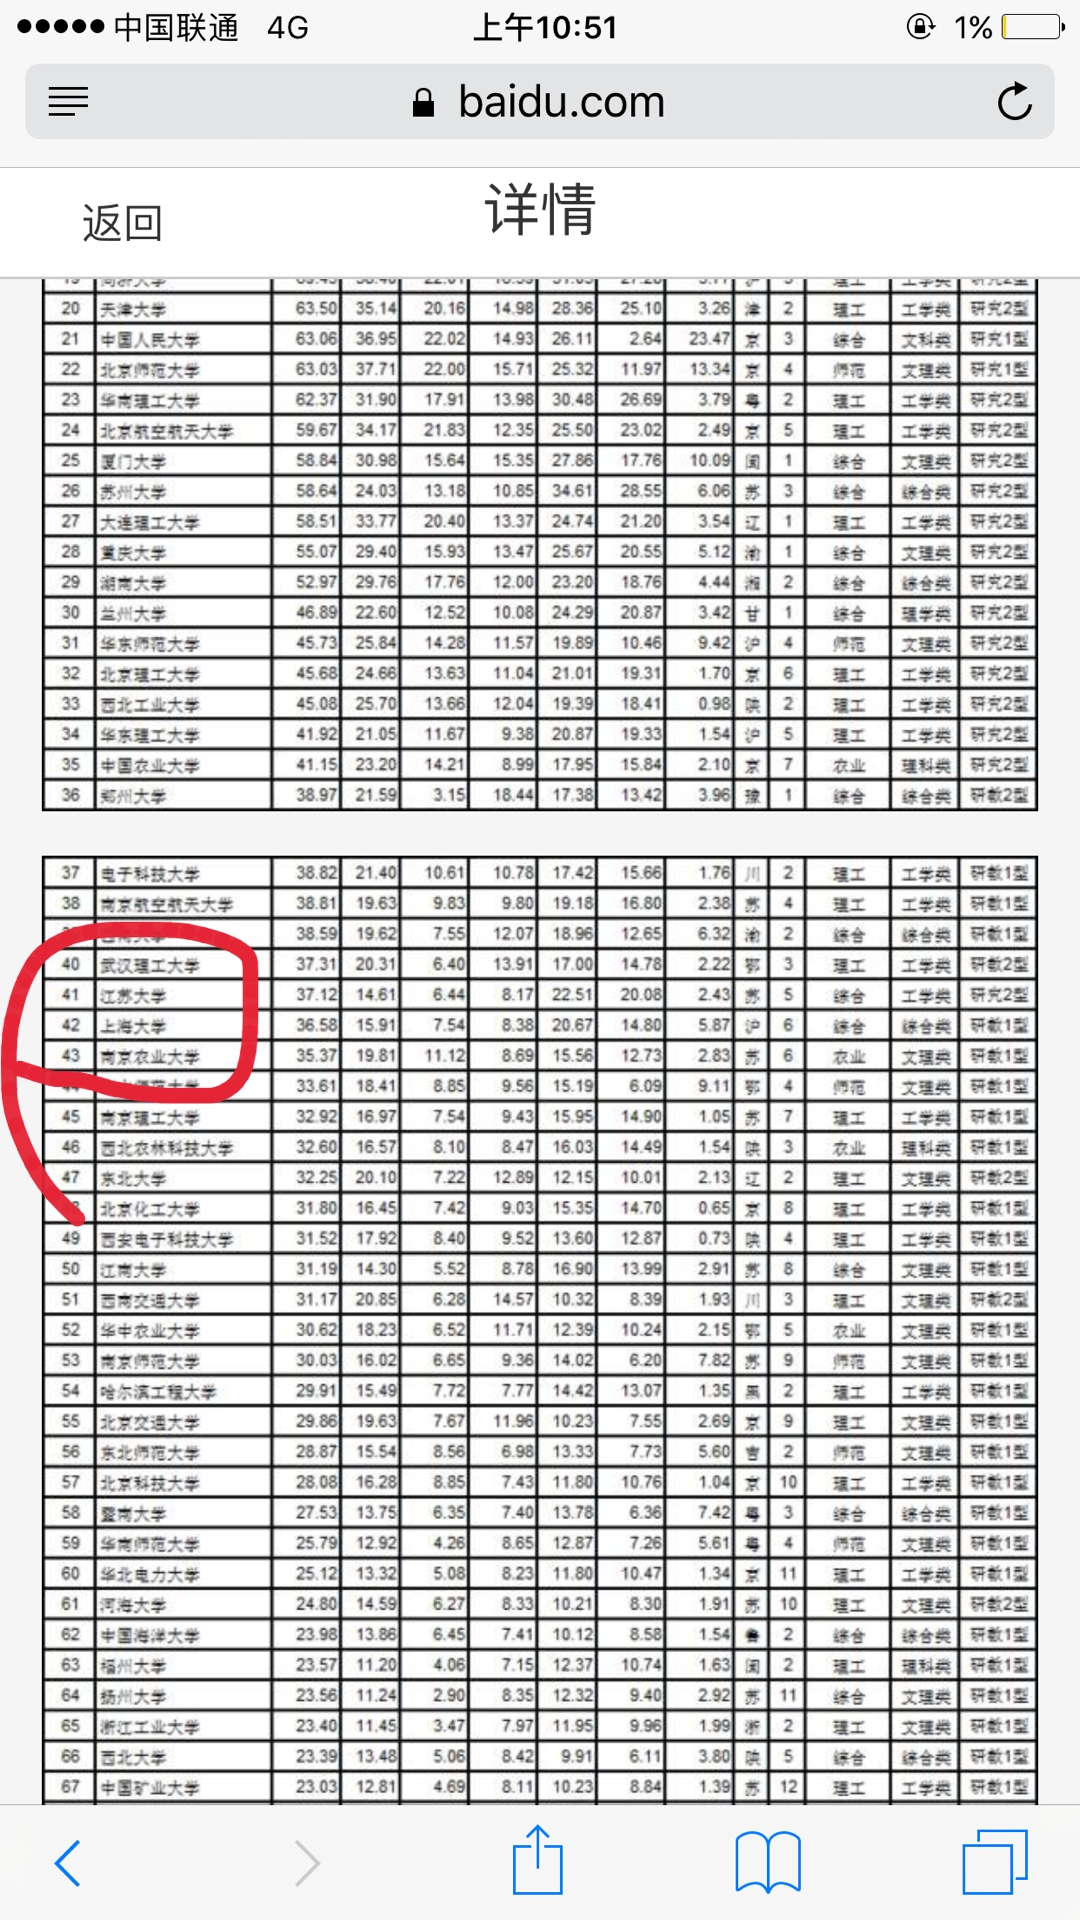 中国联通 4G 上午10:51 1%
baidu.com
返回 详情
20 天津大学 63.50 35.14 20.16 14.98 28.36 25.10 3.26 津 2 理工 工学类 研究2型
21 中国人民大学 63.06 36.95 22.02 14.93 26.11 2.64 23.47 京 3 综合 文科类 研究1型
22 北京师范大学 63.03 37.71 22.00 15.71 25.32 11.97 13.34 京 4 师范 文理类 研究1型
23 华南理工大学 62.37 31.90 17.91 13.98 30.48 26.69 3.79 粤 2 理工 工学类 研究2型
24 北京航空航天大学 59.67 34.17 21.83 12.35 25.50 23.02 2.49 京 5 理工 工学类 研究2型
25 厦门大学 58.84 30.98 15.64 15.35 27.86 17.76 10.09 闽 1 综合 文理类 研究2型
26 苏州大学 58.64 24.03 13.18 10.85 34.61 28.55 6.06 苏 3 综合 综合类 研究2型
27 大连理工大学 58.51 33.77 20.40 13.37 24.74 21.20 3.54 辽 1 理工 工学类 研究2型
28 重庆大学 55.07 29.40 15.93 13.47 25.67 20.55 5.12 渝 1 综合 文理类 研究2型
29 湖南大学 52.97 29.76 17.76 12.00 23.20 18.76 4.44 湘 2 综合 综合类 研究2型
30 兰州大学 46.89 22.60 12.52 10.08 24.29 20.87 3.42 甘 1 综合 理学类 研究2型
31 华东师范大学 45.73 25.84 14.28 11.57 19.89 10.46 9.42 沪 4 师范 文理类 研究2型
32 北京理工大学 45.68 24.66 13.63 11.04 21.01 19.31 1.70 京 6 理工 工学类 研究2型
33 西北工业大学 45.08 25.70 13.66 12.04 19.39 18.41 0.98 陕 2 理工 工学类 研究2型
34 华东理工大学 41.92 21.05 11.67 9.38 20.87 19.33 1.54 沪 5 理工 工学类 研究2型
35 中国农业大学 41.15 23.20 14.21 8.99 17.95 15.84 2.10 京 7 农业 理科类 研究2型
36 郑州大学 38.97 21.59 3.15 18.44 17.38 13.42 3.96 豫 1 综合 综合类 研教2型
37 电子科技大学 38.82 21.40 10.61 10.78 17.42 15.66 1.76 川 2 理工 工学类 研教1型
38 南京航空航天大学 38.81 19.63 9.83 9.80 19.18 16.80 2.38 苏 4 理工 工学类 研教1型
38.59 19.62 7.55 12.07 18.96 12.65 6.32 渝 2 综合 综合类 研教1型
40 武汉理工大学 37.31 20.31 6.40 13.91 17.00 14.78 2.22 鄂 3 理工 工学类 研教2型
41 江苏大学 37.12 14.61 6.44 8.17 22.51 20.08 2.43 苏 5 综合 工学类 研究2型
42 上海大学 36.58 15.91 7.54 8.38 20.67 14.80 5.87 沪 6 综合 综合类 研教1型
43 南京农业大学 35.37 19.81 11.12 8.69 15.56 12.73 2.83 苏 6 农业 文理类 研教1型
33.61 18.41 8.85 9.56 15.19 6.09 9.11 鄂 4 师范 文理类 研教1型
45 南京理工大学 32.92 16.97 7.54 9.43 15.95 14.90 1.05 苏 7 理工 工学类 研教1型
46 西北农林科技大学 32.60 16.57 8.10 8.47 16.03 14.49 1.54 陕 3 农业 理科类 研教1型
47 东北大学 32.25 20.10 7.22 12.89 12.15 10.01 2.13 辽 2 理工 文理类 研教2型
北京化工大学 31.80 16.45 7.42 9.03 15.35 14.70 0.65 京 8 理工 工学类 研教1型
49 西安电子科技大学 31.52 17.92 8.40 9.52 13.60 12.87 0.73 陕 4 理工 工学类 研教1型
50 江南大学 31.19 14.30 5.52 8.78 16.90 13.99 2.91 苏 8 综合 文理类 研教1型
51 西南交通大学 31.17 20.85 6.28 14.57 10.32 8.39 1.93 川 3 理工 文理类 研教2型
52 华中农业大学 30.62 18.23 6.52 11.71 12.39 10.24 2.15 鄂 5 农业 文理类 研教1型
53 南京师范大学 30.03 16.02 6.65 9.36 14.02 6.20 7.82 苏 9 师范 文理类 研教1型
54 哈尔滨工程大学 29.91 15.49 7.72 7.77 14.42 13.07 1.35 黑 2 理工 工学类 研教1型
55 北京交通大学 29.86 19.63 7.67 11.96 10.23 7.55 2.69 京 9 理工 文理类 研教1型
56 东北师范大学 28.87 15.54 8.56 6.98 13.33 7.73 5.60 吉 2 师范 文理类 研教1型
57 北京科技大学 28.08 16.28 8.85 7.43 11.80 10.76 1.04 京 10 理工 工学类 研教1型
58 暨南大学 27.53 13.75 6.35 7.40 13.78 6.36 7.42 粤 3 综合 综合类 研教1型
59 华南师范大学 25.79 12.92 4.26 8.65 12.87 7.26 5.61 粤 4 师范 文理类 研教1型
60 华北电力大学 25.12 13.32 5.08 8.23 11.80 10.47 1.34 京 11 理工 工学类 研教1型
61 河海大学 24.80 14.59 6.27 8.33 10.21 8.30 1.91 苏 10 理工 文理类 研教2型
62 中国海洋大学 23.98 13.86 6.45 7.41 10.12 8.58 1.54 鲁 2 综合 综合类 研教1型
63 福州大学 23.57 11.20 4.06 7.15 12.37 10.74 1.63 闽 2 理工 理科类 研教1型
64 扬州大学 23.56 11.24 2.90 8.35 12.32 9.40 2.92 苏 11 综合 文理类 研教1型
65 浙江工业大学 23.40 11.45 3.47 7.97 11.95 9.96 1.99 浙 2 理工 文理类 研教1型
66 西北大学 23.39 13.48 5.06 8.42 9.91 6.11 3.80 陕 5 综合 综合类 研教1型
67 中国矿业大学 23.03 12.81 4.69 8.11 10.23 8.84 1.39 苏 12 理工 工学类 研教1型